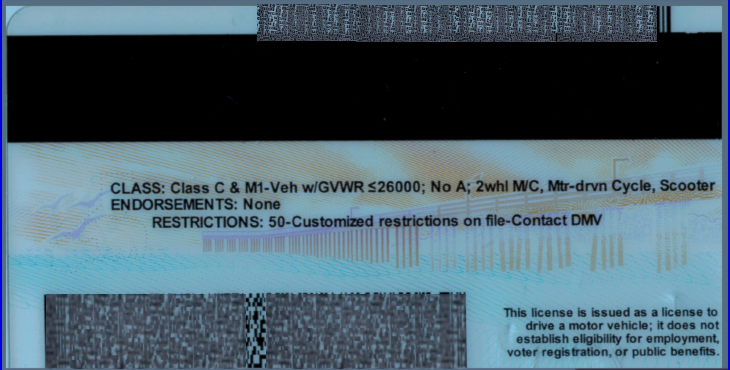 CLASS: Class C & M1-Veh w/GVWR ≤26000; No A; 2whl M/C, Mtr-drvn Cycle, Scooter
ENDORSEMENTS: None
RESTRICTIONS: 50-Customized restrictions on file-Contact DMV
This license is issued as a license to
drive a motor vehicle; it does not
establish eligibility for employment,
voter registration, or public benefits.